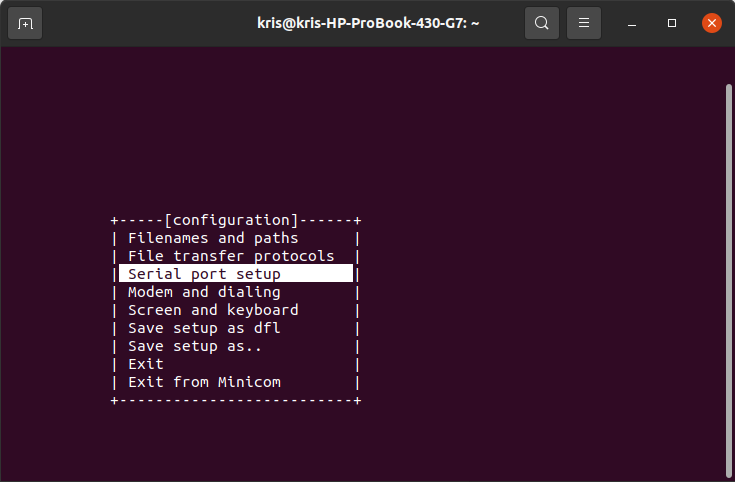 kris@kris-HP-ProBook-430-G7: ~
+-----[configuration]------+
| Filenames and paths      |
| File transfer protocols  |
| Serial port setup        |
| Modem and dialing        |
| Screen and keyboard      |
| Save setup as dfl        |
| Save setup as..          |
| Exit                     |
| Exit from Minicom        |
+--------------------------+